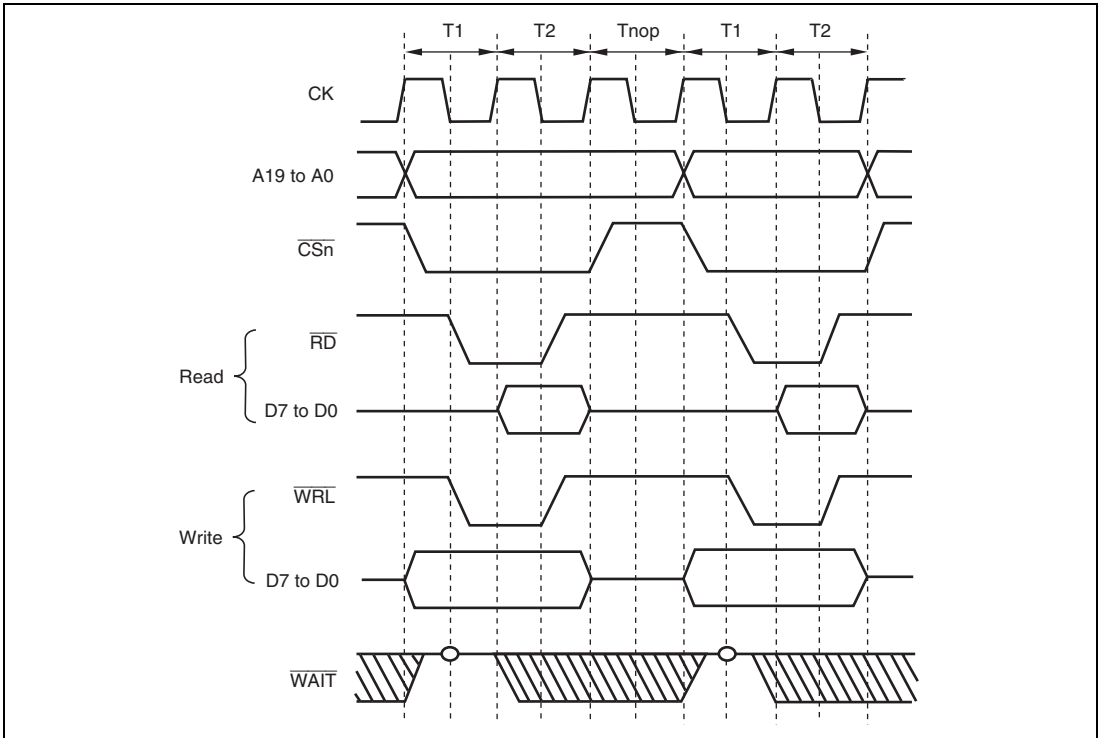 T1 T2 Tnop T1 T2
CK
A19 to A0
CSn
RD
Read
D7 to D0
WRL
Write
D7 to D0
WAIT